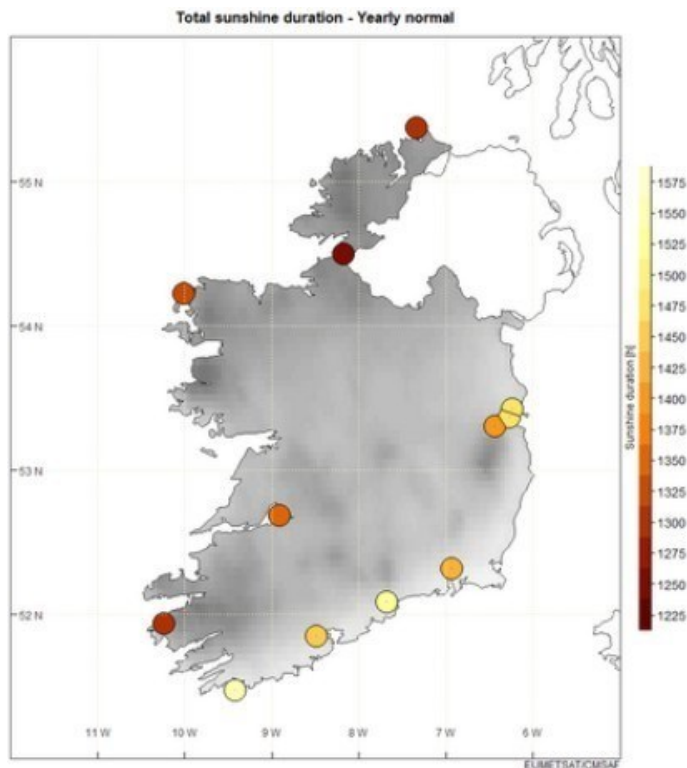 Total sunshine duration - Yearly normal
55 N
54 N
53 N
52 N
11 W
10 W
9 W
8 W
7 W
6 W
1575
1550
1525
1500
1475
1450
1425
1400
1375
1350
1325
1300
1275
1250
1225
Sunshine duration [h]
EUMETSAT/CMSAF